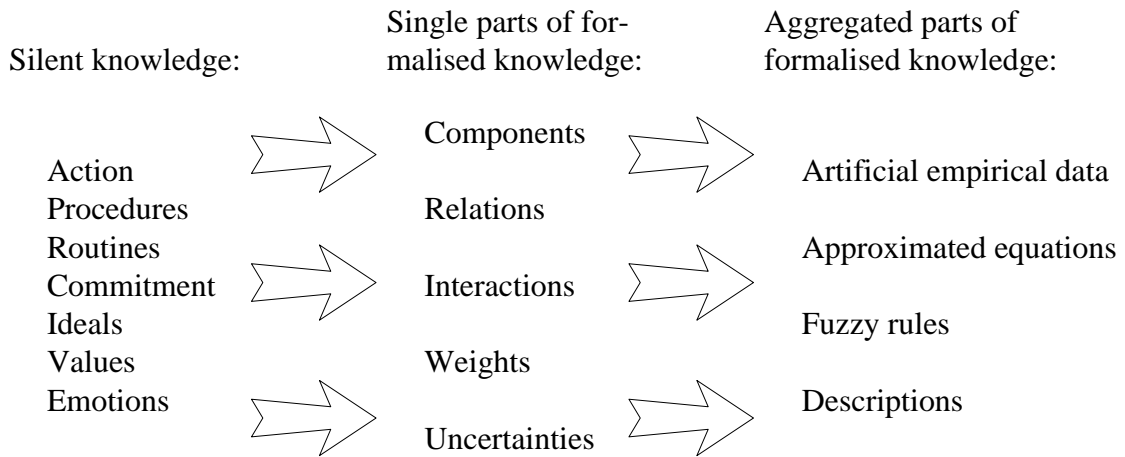 Silent knowledge:
Single parts of for-
malised knowledge:
Aggregated parts of
formalised knowledge:
Action
Procedures
Routines
Commitment
Ideals
Values
Emotions
Components
Relations
Interactions
Weights
Uncertainties
Artificial empirical data
Approximated equations
Fuzzy rules
Descriptions